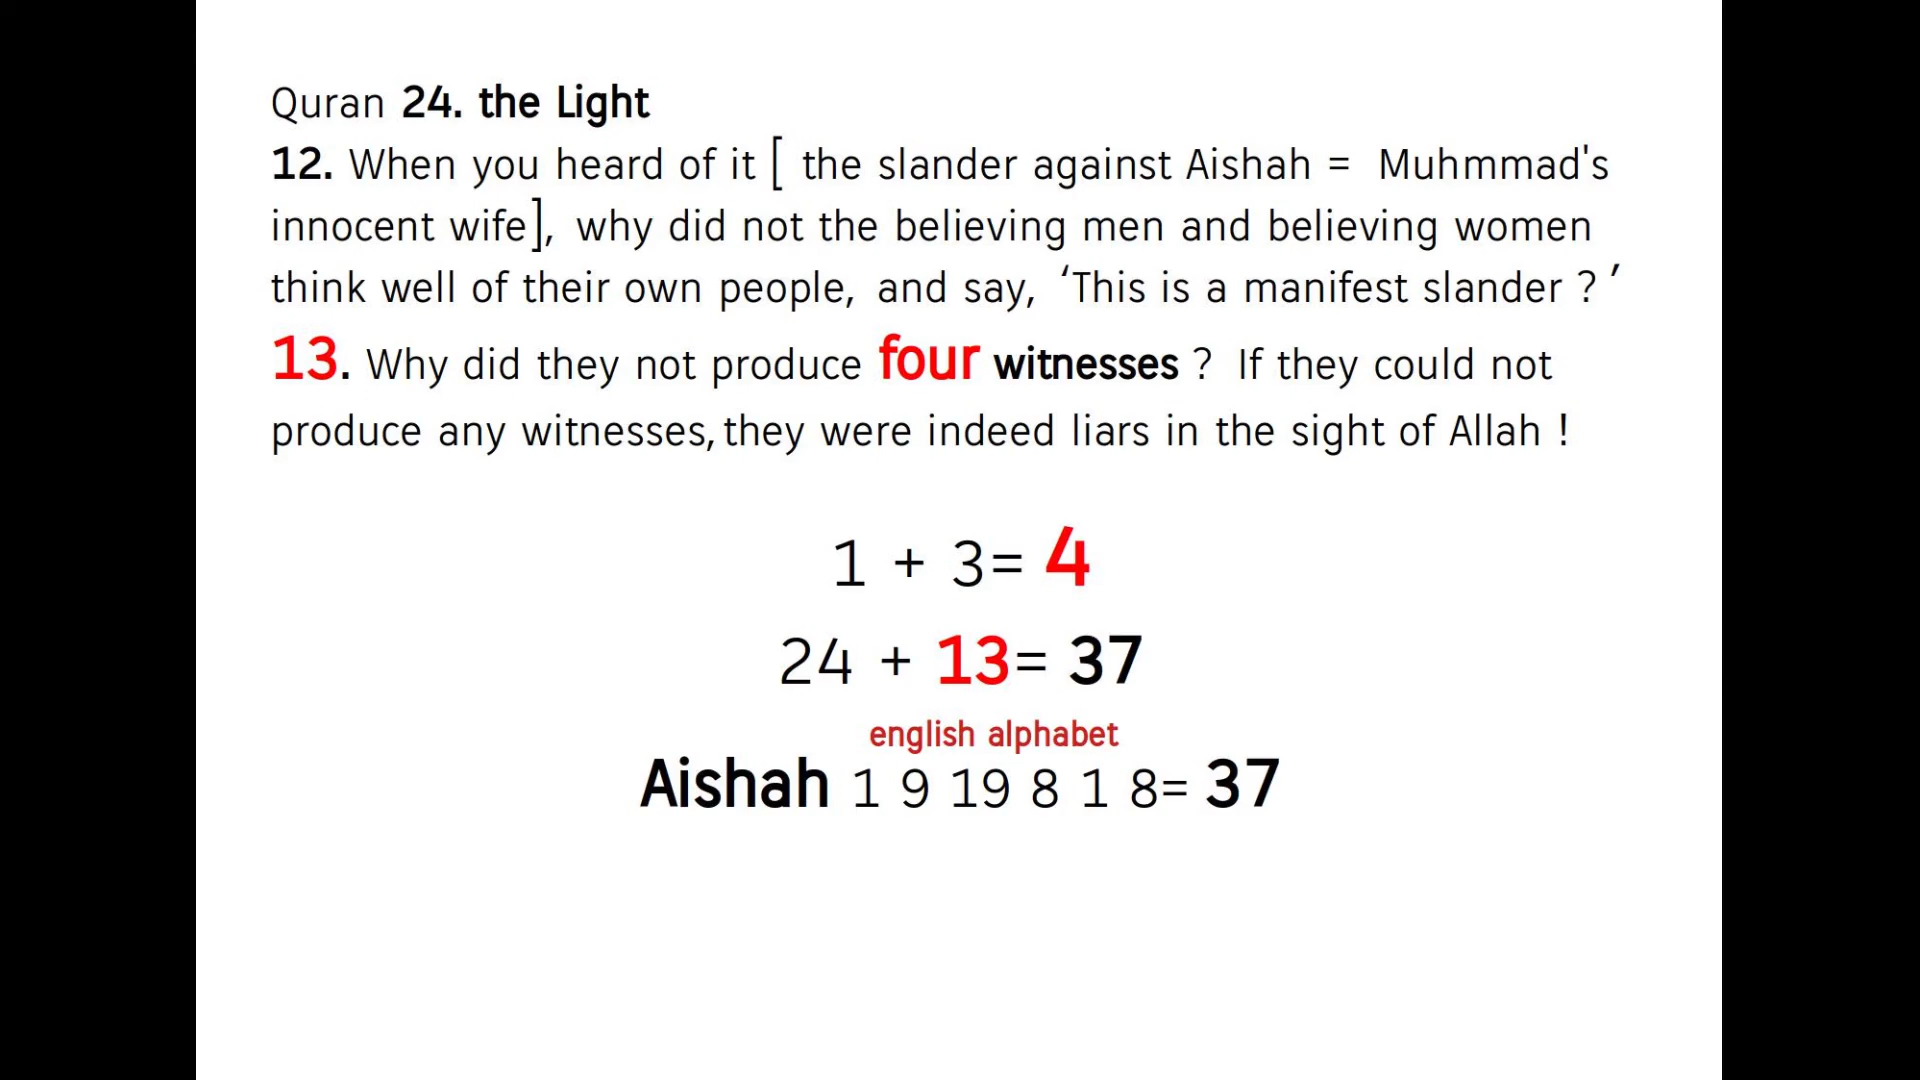 Quran 24. the Light
12. When you heard of it [ the slander against Aishah = Muhmmad's
innocent wife], why did not the believing men and believing women
think well of their own people, and say, ‘This is a manifest slander ? ’
13. Why did they not produce four witnesses ? If they could not
produce any witnesses, they were indeed liars in the sight of Allah !
1 + 3= 4
24 + 13= 37
english alphabet
Aishah 1 9 19 8 1 8= 37